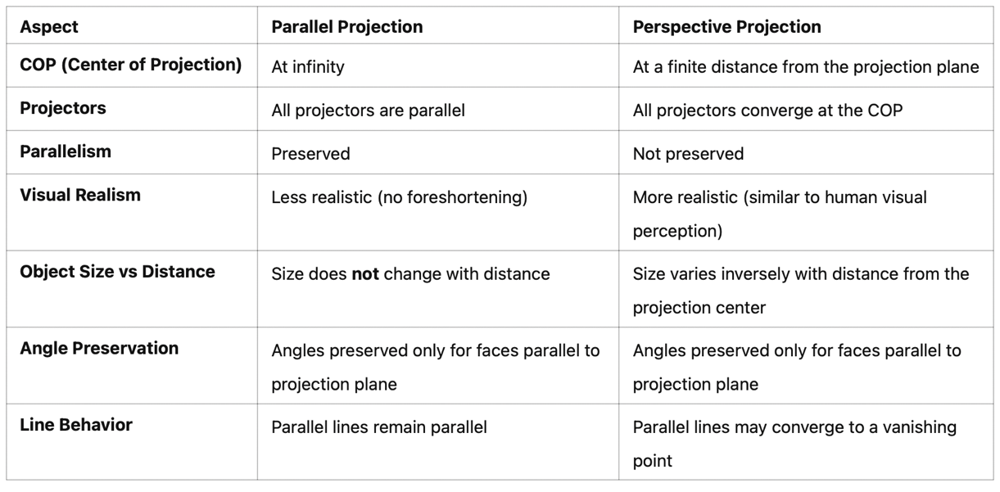 Aspect Parallel Projection Perspective Projection
COP (Center of Projection) At infinity At a finite distance from the projection plane
Projectors All projectors are parallel All projectors converge at the COP
Parallelism Preserved Not preserved
Visual Realism Less realistic (no foreshortening) More realistic (similar to human visual
perception)
Object Size vs Distance Size does not change with distance Size varies inversely with distance from the
projection center
Angle Preservation Angles preserved only for faces parallel to Angles preserved only for faces parallel to
projection plane projection plane
Line Behavior Parallel lines remain parallel Parallel lines may converge to a vanishing
point